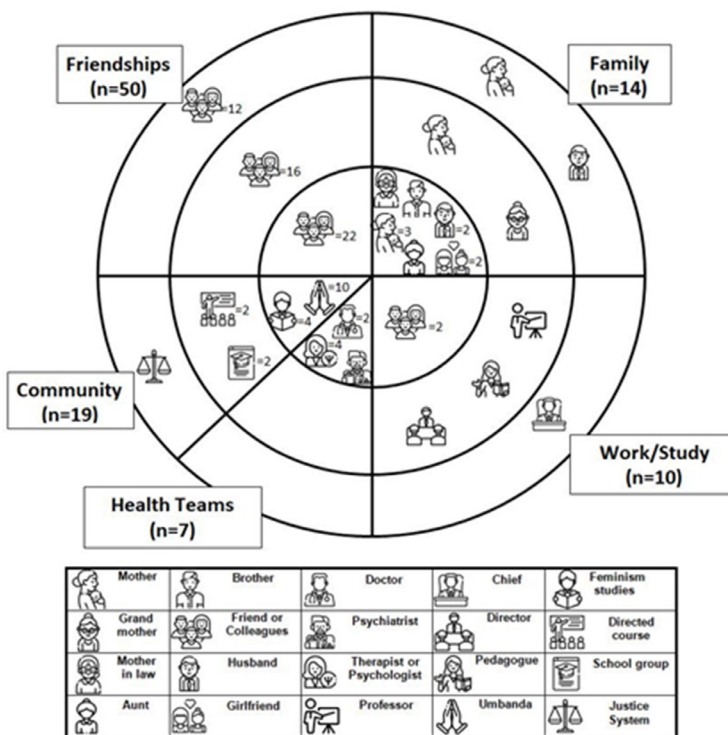 Friendships
(n=50)
Family
(n=14)
=12
=16
=22
=3
=2
=2
=10
=4
=2
=4
=2
=2
=2
Community
(n=19)
Work/Study
(n=10)
Health Teams
(n=7)
Mother
Brother
Doctor
Chief
Feminism
studies
Grand
mother
Friend or
Colleagues
Psychiatrist
Director
Directed
course
Mother
in law
Husband
Therapist or
Psychologist
Pedagogue
School group
Aunt
Girlfriend
Professor
Umbanda
Justice
System